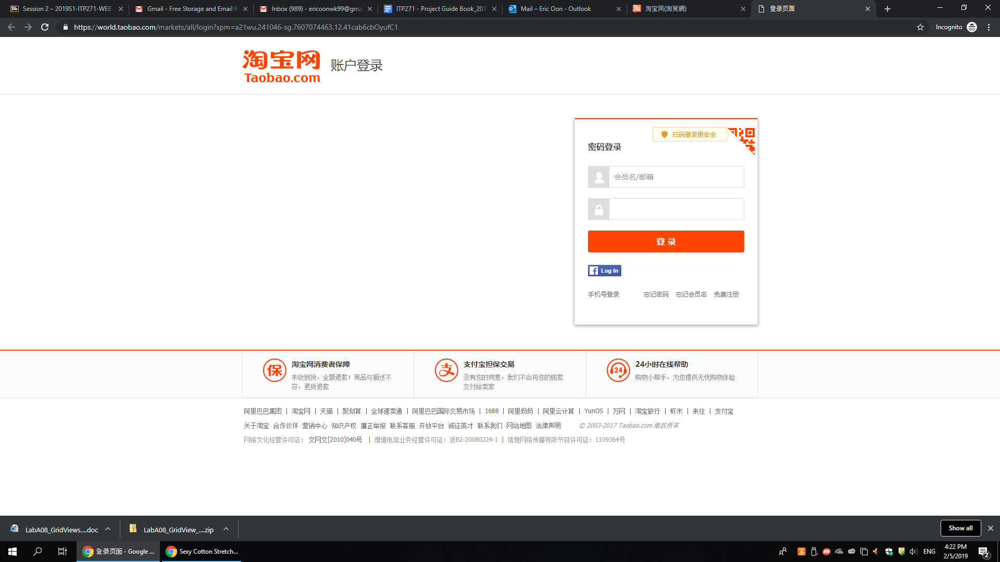 Session 2 – 2019S1-ITP271-WEB
Gmail - Free Storage and Email
Inbox (989) - ericoonwk99@gma
ITP271 - Project Guide Book_201
Mail – Eric Oon - Outlook
淘宝网(淘寶網)
登录页面
https://world.taobao.com/markets/all/login?spm=a21wu.241046-sg.7607074463.12.41cab6cbOyufC1
Incognito
淘宝网
Taobao.com
账户登录
扫码登录更安全
密码登录
会员名/邮箱
登 录
Log In
手机号登录 忘记密码 忘记会员名 免费注册
保 淘宝网消费者保障
未收到货，全额退款；商品与描述不
符，退货退款
支 支付宝担保交易
没有您的同意，我们不会将您的钱款
交付给卖家
24 24小时在线帮助
购物小帮手，为您提供无忧购物体验
阿里巴巴集团 | 淘宝网 | 天猫 | 聚划算 | 全球速卖通 | 阿里巴巴国际交易市场 | 1688 | 阿里妈妈 | 阿里云计算 | YunOS | 万网 | 淘宝旅行 | 虾米 | 来往 | 支付宝
关于淘宝 合作伙伴 营销中心 知识产权 廉正举报 联系客服 开放平台 诚征英才 联系我们 网站地图 法律声明 © 2003-2017 Taobao.com 版权所有
网络文化经营许可证： 文网文[2010]040号 | 增值电信业务经营许可证：浙B2-20080224-1 | 信息网络传播视听节目许可证：1109364号
LabA08_GridViews....doc
LabA08_GridView_....zip
Show all
登录页面 - Google ...
Sexy Cotton Stretch...
ENG
4:22 PM
2/5/2019
2